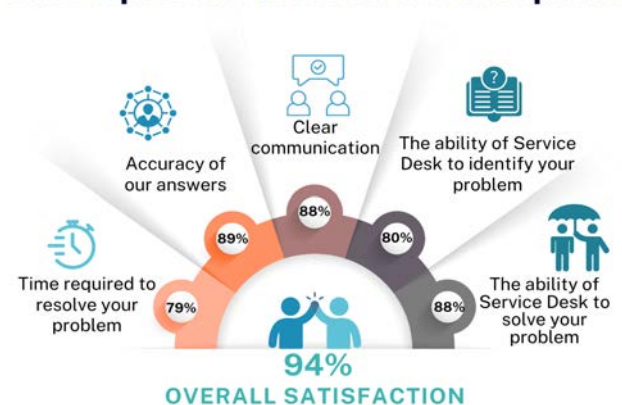 Clear
communication
Accuracy of
our answers
The ability of Service
Desk to identify your
problem
?
88%
89%
80%
Time required to
resolve your
problem
79%
88%
The ability of
Service Desk to
solve your
problem
94%
OVERALL SATISFACTION